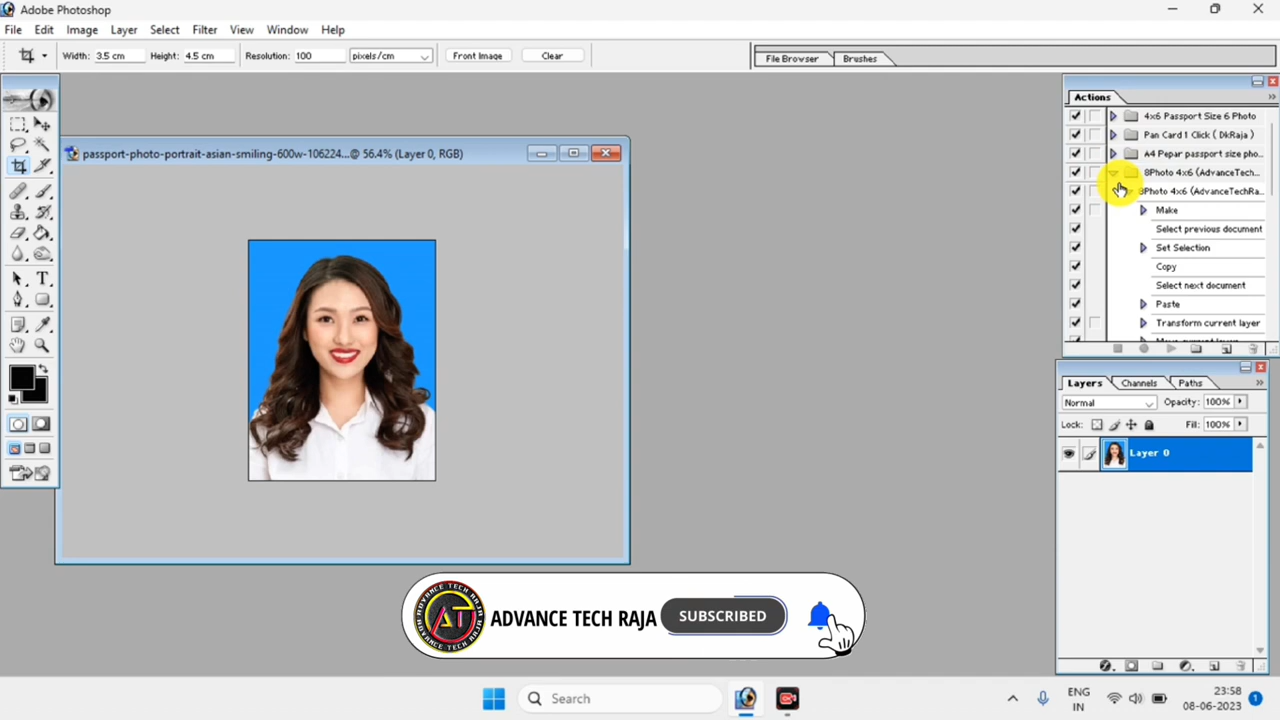 Adobe Photoshop
File Edit Image Layer Select Filter View Window Help
Width: 3.5 cm Height: 4.5 cm Resolution: 100 pixels/cm Front Image Clear
File Browser Brushes
Actions
4x6 Passport Size 6 Photo
Pan Card 1 Click ( DkRaja )
A4 Pepar passport size pho...
8Photo 4x6 (AdvanceTech...
8Photo 4x6 (AdvanceTechRa...
Make
Select previous document
Set Selection
Copy
Select next document
Paste
Transform current layer
passport-photo-portrait-asian-smiling-600w-106224...@ 56.4% (Layer 0, RGB)
Layers Channels Paths
Normal Opacity: 100%
Lock: Fill: 100%
Layer 0
AT
ADVANCE TECH RAJA SUBSCRIBED
Search
ENG
IN
23:58
08-06-2023
1